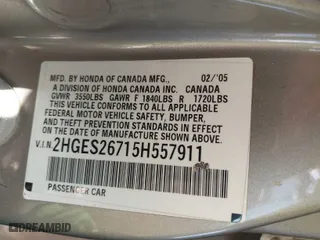 MFD. BY HONDA OF CANADA MFG., 02/'05
A DIVISION OF HONDA CANADA INC. CANADA
GVWR 3550LBS GAWR F 1840LBS R 1720LBS
THIS VEHICLE CONFORMS TO ALL APPLICABLE
FEDERAL MOTOR VEHICLE SAFETY, BUMPER,
AND THEFT PREVENTION STANDARDS IN EFFECT
ON THE DATE OF MANUFACTURE SHOWN ABOVE.
V.I.N. 2HGES26715H557911
PASSENGER CAR
DREAMBID